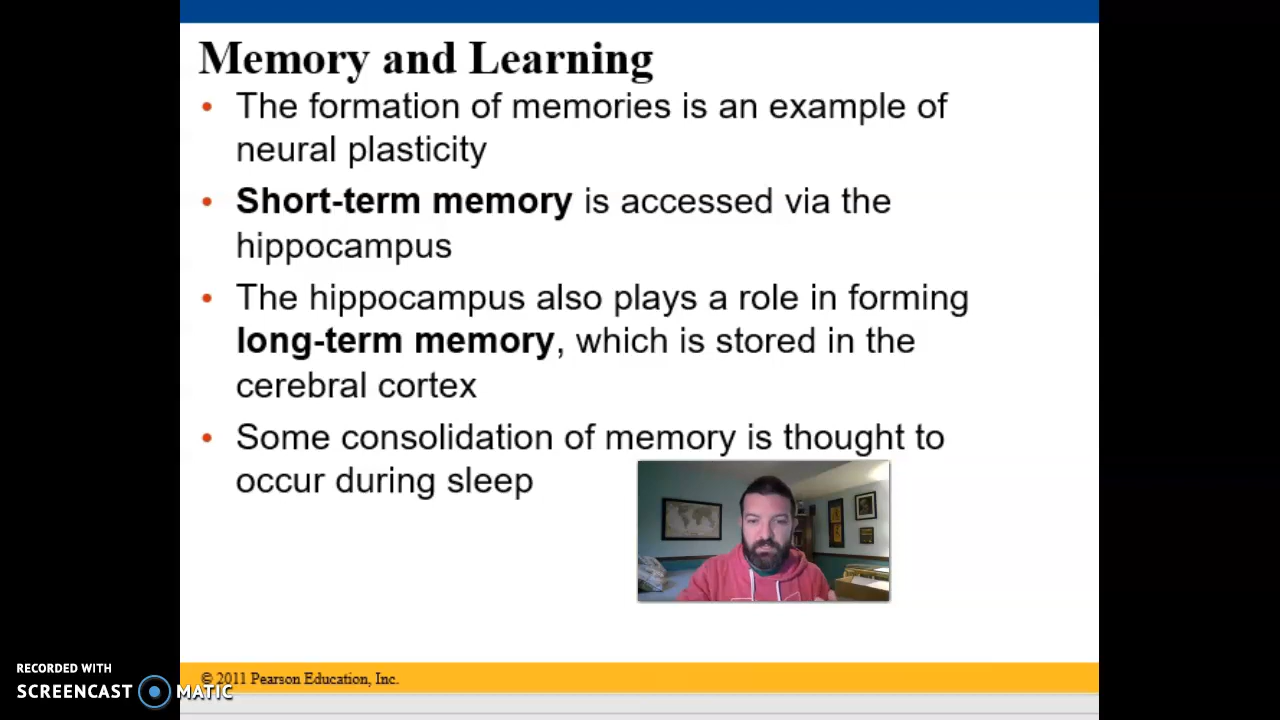 Memory and Learning
• The formation of memories is an example of
neural plasticity
• Short-term memory is accessed via the
hippocampus
• The hippocampus also plays a role in forming
long-term memory, which is stored in the
cerebral cortex
• Some consolidation of memory is thought to
occur during sleep
© 2011 Pearson Education, Inc.
RECORDED WITH
SCREENCAST MATIC